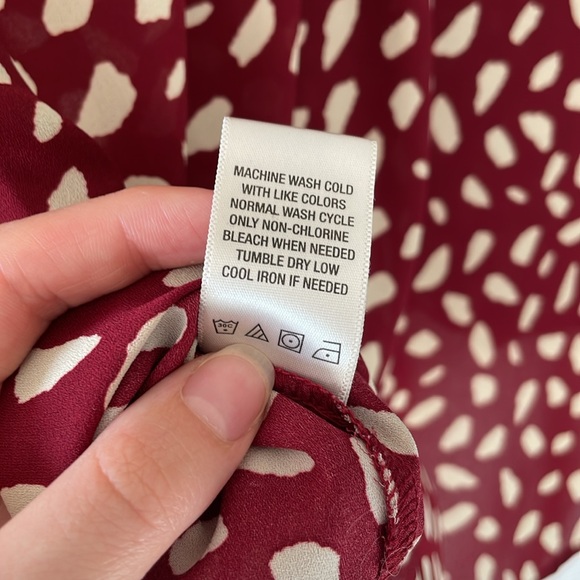 MACHINE WASH COLD
WITH LIKE COLORS
NORMAL WASH CYCLE
ONLY NON-CHLORINE
BLEACH WHEN NEEDED
TUMBLE DRY LOW
COOL IRON IF NEEDED
30C